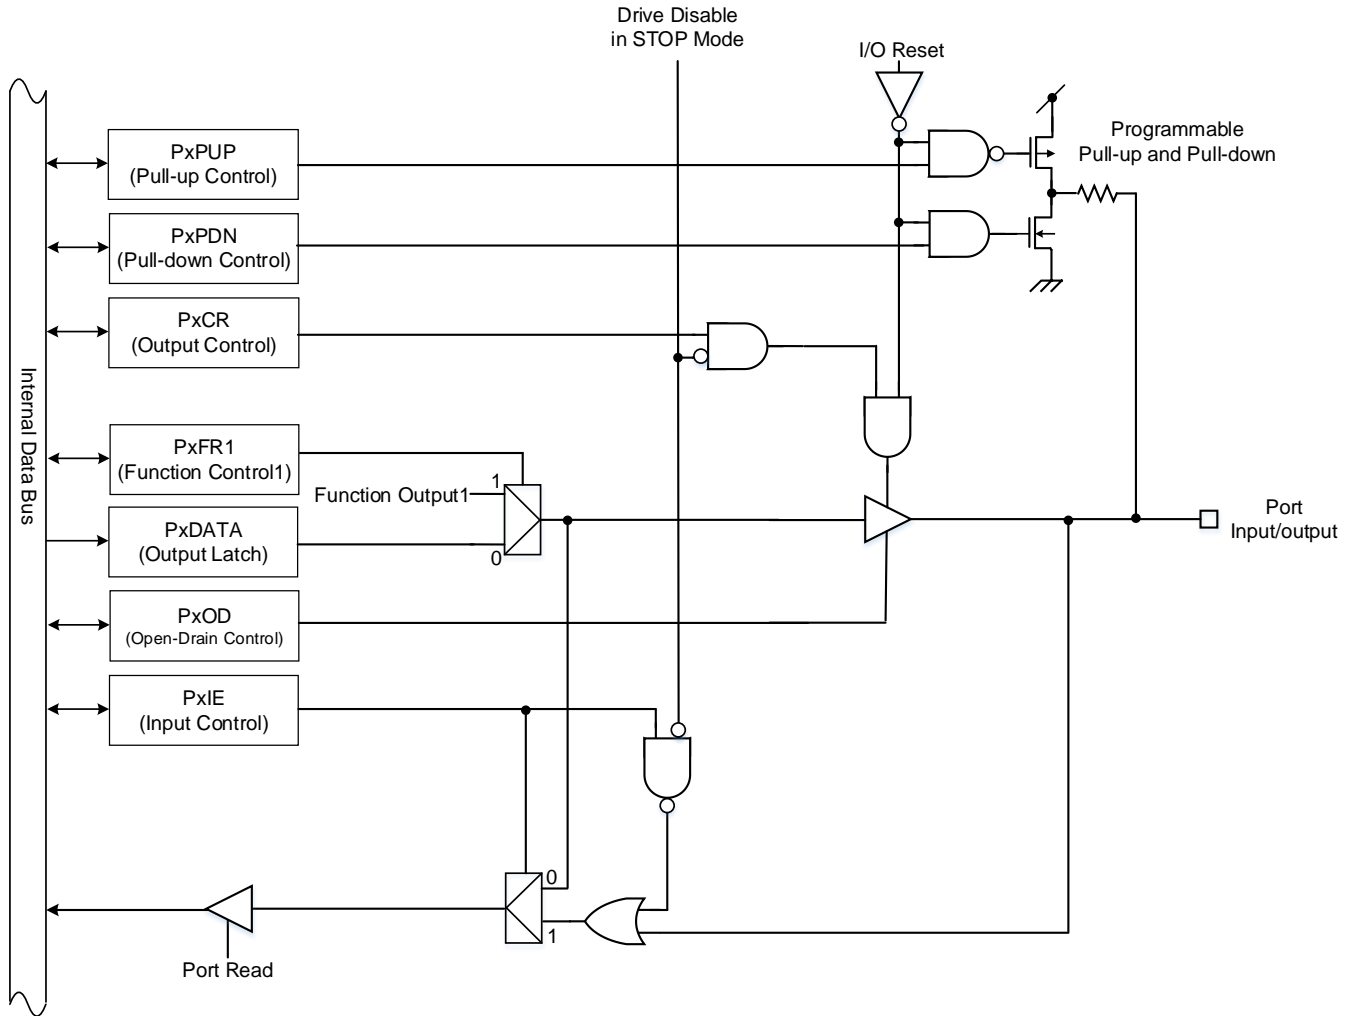 Drive Disable
in STOP Mode
I/O Reset
Programmable
Pull-up and Pull-down
PxPUP
(Pull-up Control)
PxPDN
(Pull-down Control)
PxCR
(Output Control)
Internal Data Bus
PxFR1
(Function Control1)
Function Output1
1
0
PxDATA
(Output Latch)
Port
Input/output
PxOD
(Open-Drain Control)
PxIE
(Input Control)
0
1
Port Read